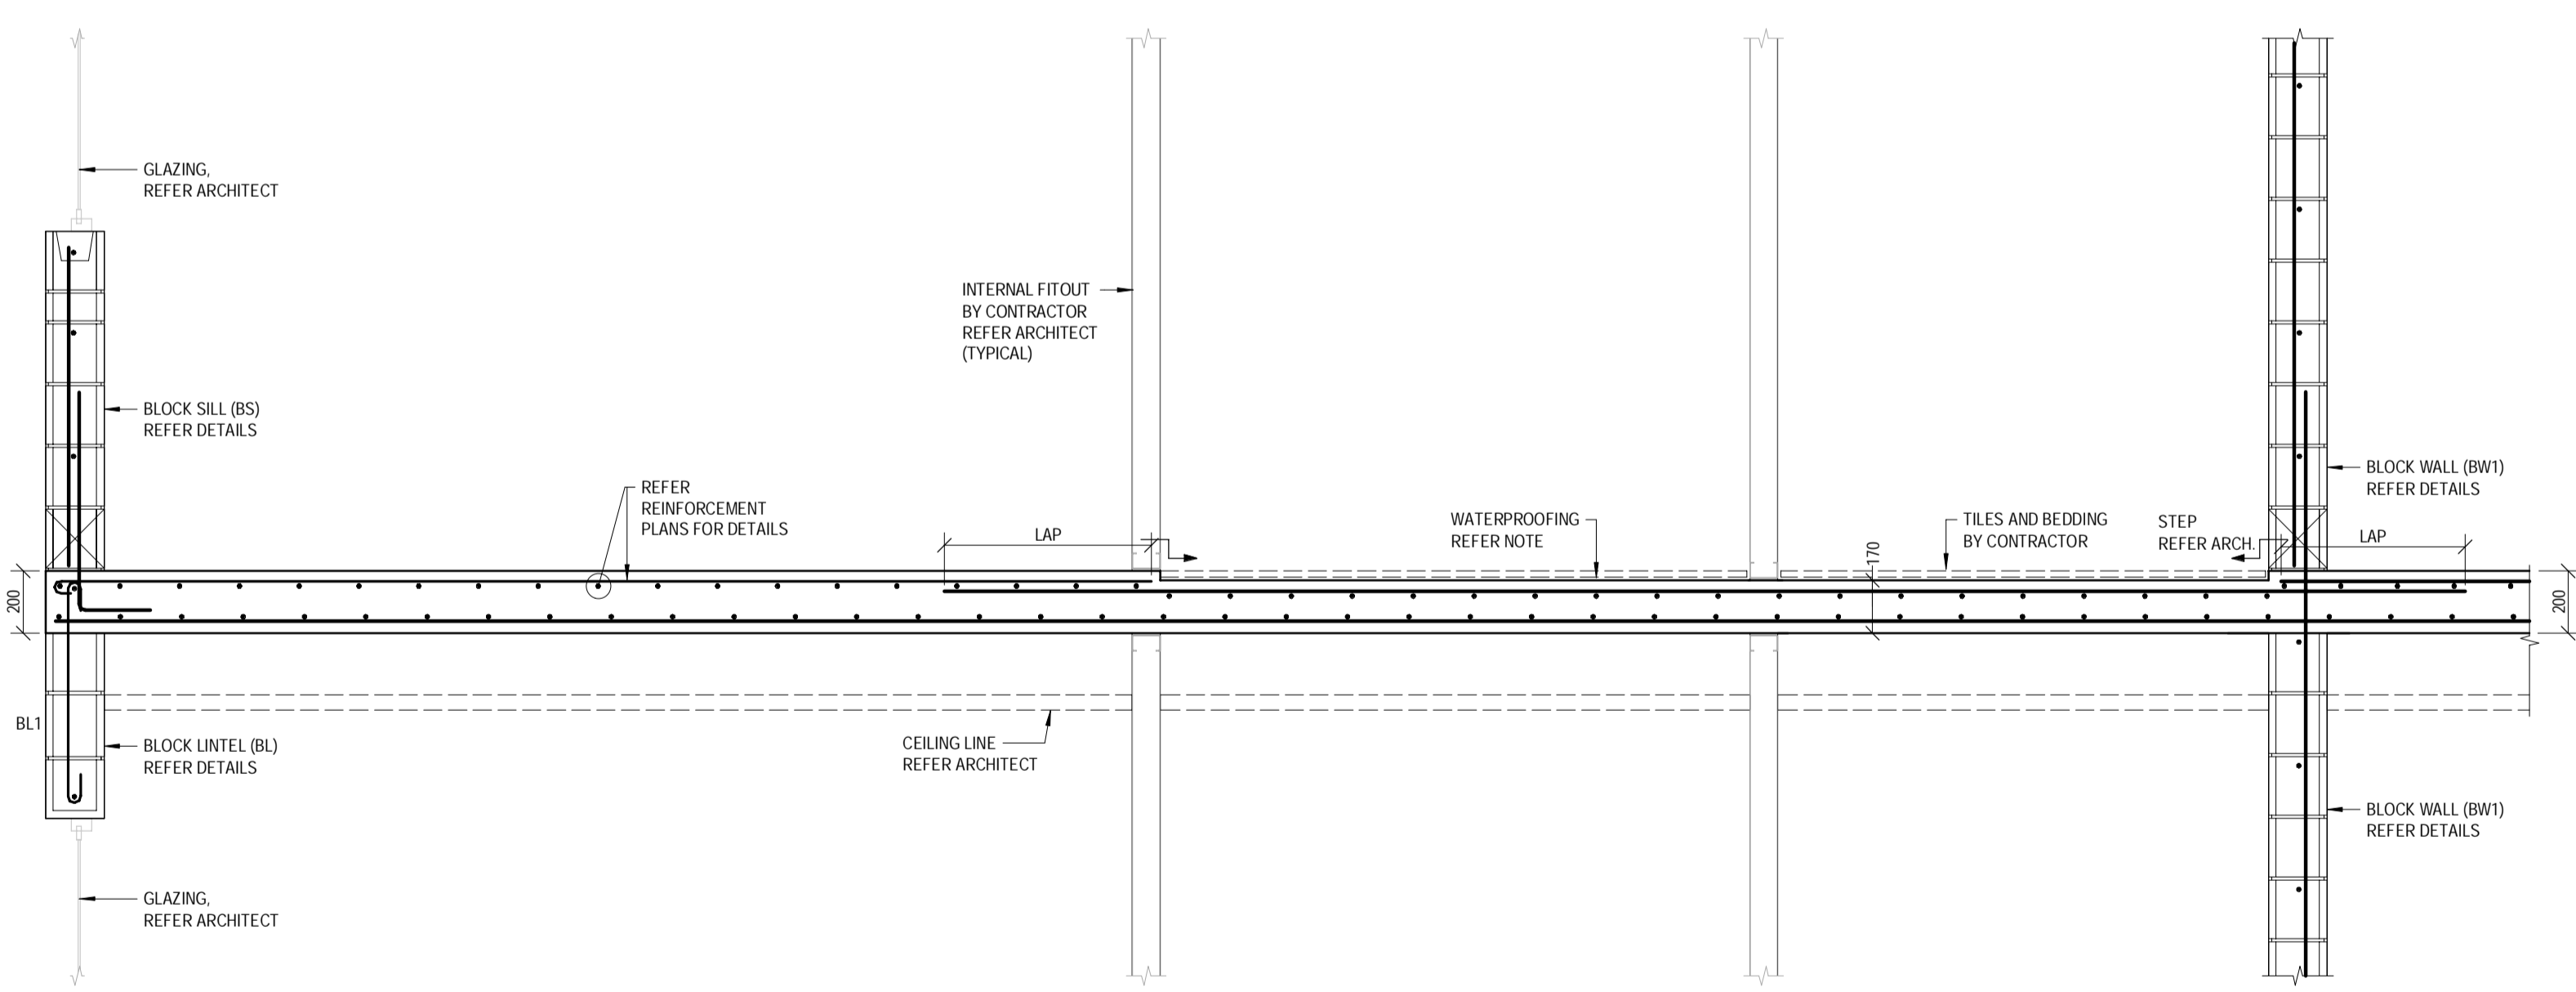 GLAZING,
REFER ARCHITECT
BLOCK SILL (BS)
REFER DETAILS
REFER
REINFORCEMENT
PLANS FOR DETAILS
INTERNAL FITOUT
BY CONTRACTOR
REFER ARCHITECT
(TYPICAL)
LAP
WATERPROOFING
REFER NOTE
170
TILES AND BEDDING
BY CONTRACTOR
STEP
REFER ARCH.
LAP
BLOCK WALL (BW1)
REFER DETAILS
200
200
BL1
BLOCK LINTEL (BL)
REFER DETAILS
CEILING LINE
REFER ARCHITECT
BLOCK WALL (BW1)
REFER DETAILS
GLAZING,
REFER ARCHITECT